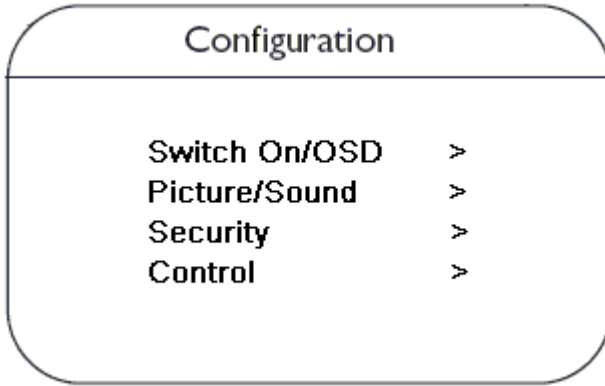 Configuration
Switch On/OSD >
Picture/Sound >
Security >
Control >